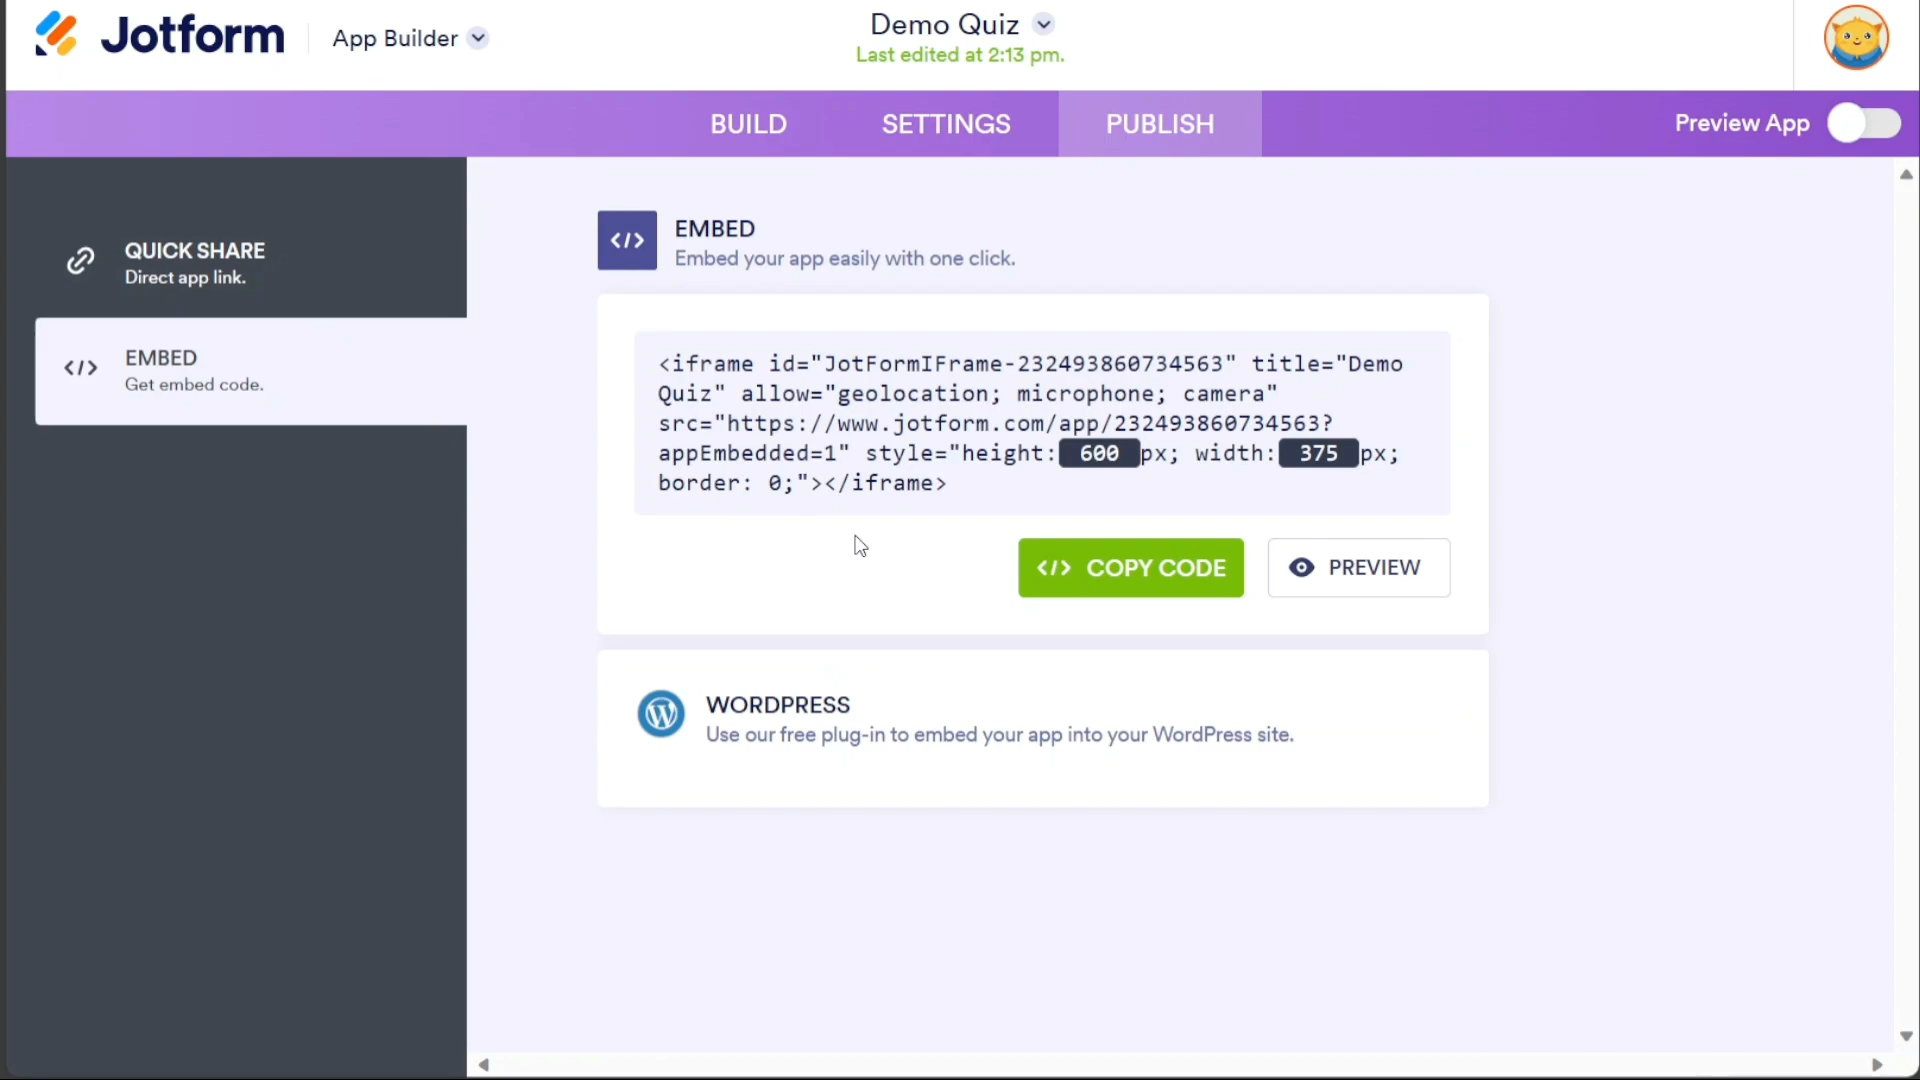 Jotform
App Builder
Demo Quiz
Last edited at 2:13 pm.
BUILD
SETTINGS
PUBLISH
Preview App
QUICK SHARE
Direct app link.
EMBED
Get embed code.
</> EMBED
Embed your app easily with one click.
<iframe id="JotFormIFrame-232493860734563" title="Demo
Quiz" allow="geolocation; microphone; camera"
src="https://www.jotform.com/app/232493860734563?
appEmbedded=1" style="height: 600 px; width: 375 px;
border: 0;"></iframe>
</> COPY CODE
PREVIEW
WORDPRESS
Use our free plug-in to embed your app into your WordPress site.